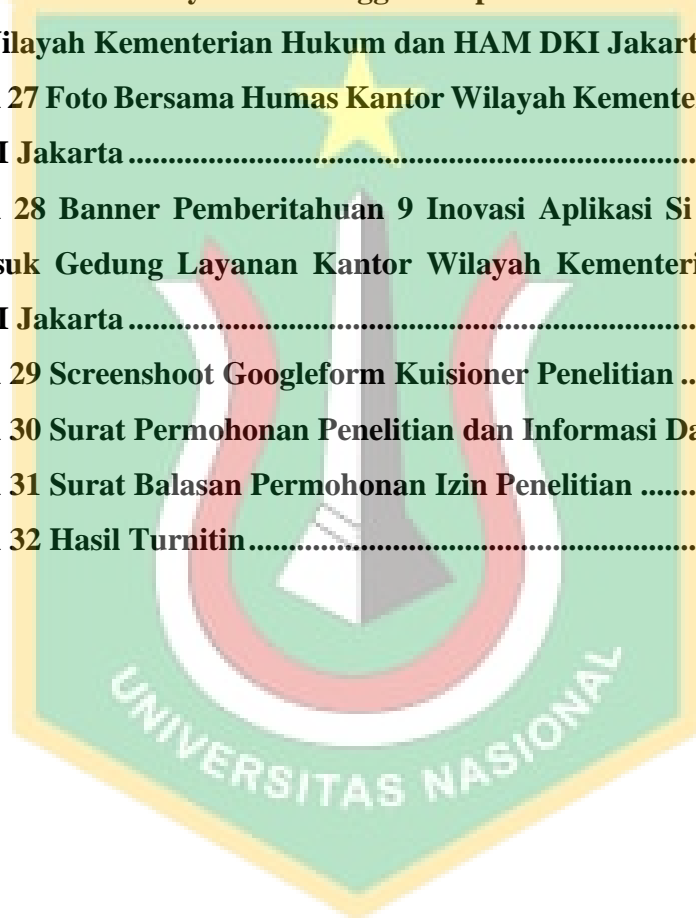 Wilayah Kementerian Hukum dan HAM DKI Jakart
27 Foto Bersama Humas Kantor Wilayah Kemente
I Jakarta ........................................................................
28 Banner Pemberitahuan 9 Inovasi Aplikasi Si
suk Gedung Layanan Kantor Wilayah Kementeri
I Jakarta ........................................................................
29 Screenshoot Googleform Kuisioner Penelitian ..
30 Surat Permohonan Penelitian dan Informasi Da
31 Surat Balasan Permohonan Izin Penelitian .......
32 Hasil Turnitin ........................................................
UNIVERSITAS NASIONAL